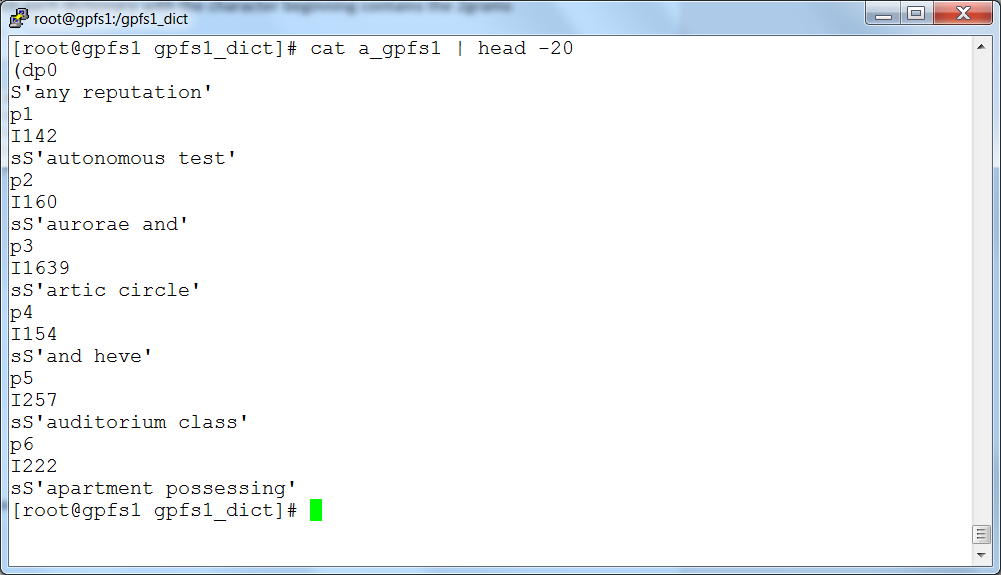 root@gpfs1:/gpfs1_dict
[root@gpfs1 gpfs1_dict]# cat a_gpfs1 | head -20
(dp0
S'any reputation'
p1
I142
sS'autonomous test'
p2
I160
sS'aurorae and'
p3
I1639
sS'artic circle'
p4
I154
sS'and heve'
p5
I257
sS'auditorium class'
p6
I222
sS'apartment possessing'
[root@gpfs1 gpfs1_dict]#